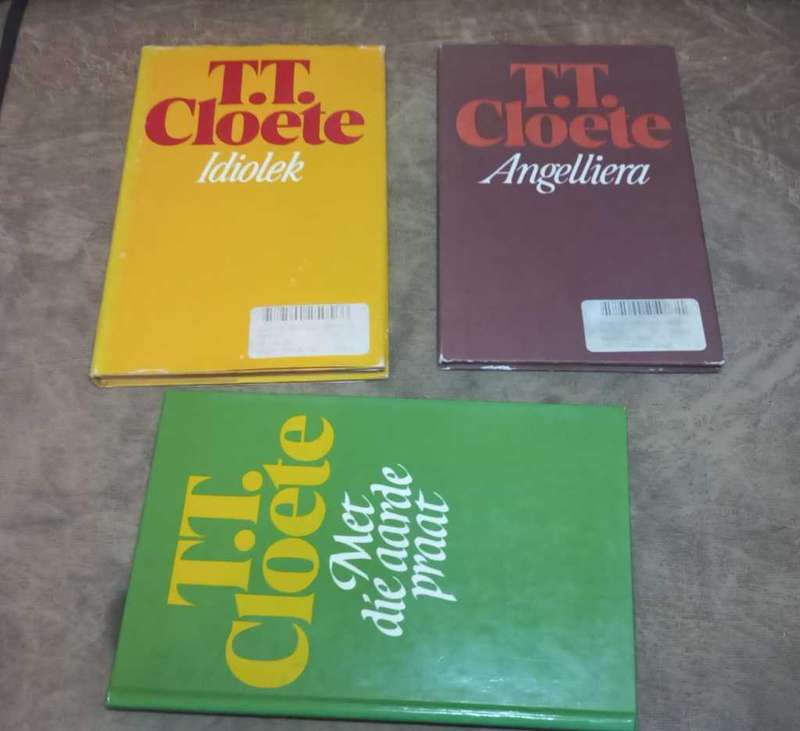 T.T.
Cloete
Idiolek
T.T.
Cloete
Angelliera
T.T.
Cloete
Met
die aarde
praat